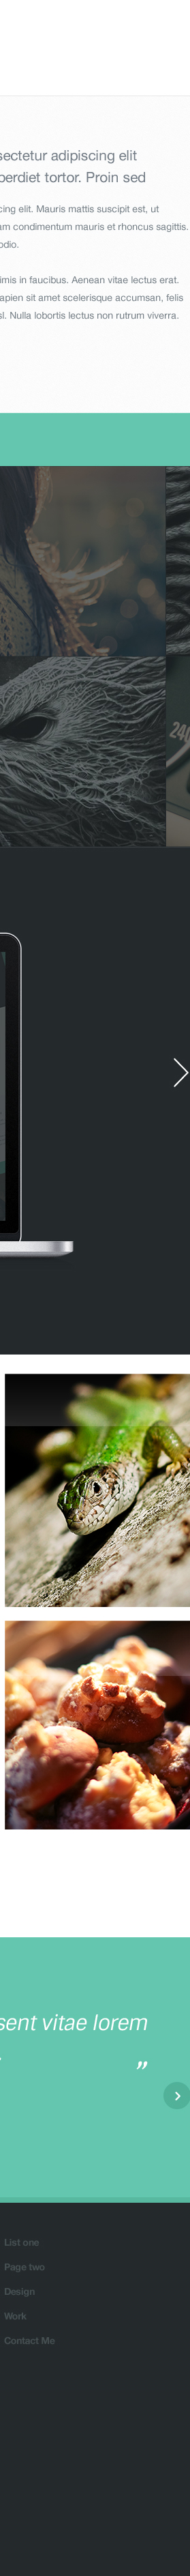 sectetur adipiscing elit
perdiet tortor. Proin sed
cing elit. Mauris mattis suscipit est, ut
am condimentum mauris et rhoncus sagittis.
odio.
imis in faucibus. Aenean vitae lectus erat.
apien sit amet scelerisque accumsan, felis
sl. Nulla lobortis lectus non rutrum viverra.
240
sent vitae lorem
”
List one
Page two
Design
Work
Contact Me